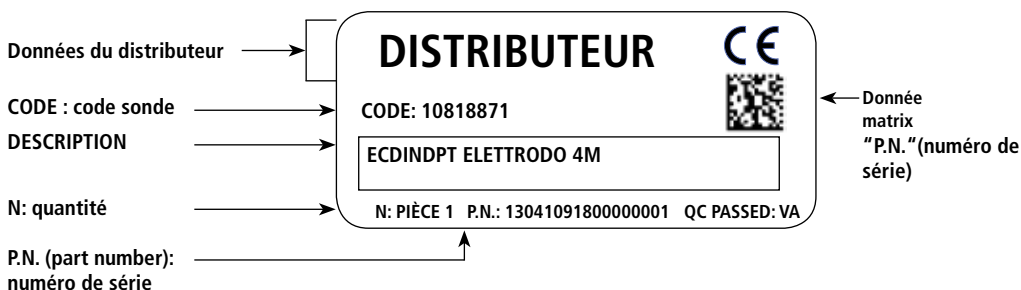 Données du distributeur
CODE : code sonde
DESCRIPTION
N: quantité
P.N. (part number):
numéro de série
DISTRIBUTEUR
CE
CODE: 10818871
ECDINDPT ELETTRODO 4M
N: PIÈCE 1 P.N.: 13041091800000001 QC PASSED: VA
Donnée
matrix
"P.N."(numéro de
série)